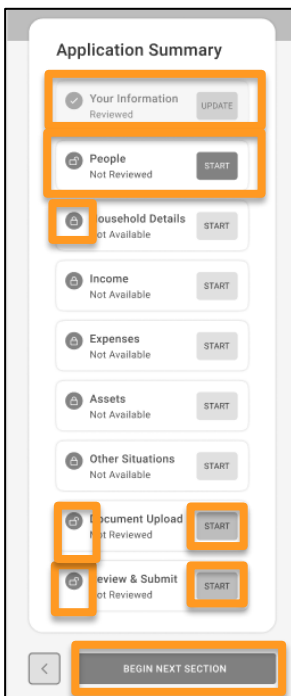 Application Summary
Your Information
Reviewed
UPDATE
People
Not Reviewed
START
ousehold Details
ot Available
START
Income
Not Available
START
Expenses
Not Available
START
Assets
Not Available
START
Other Situations
Not Available
START
ocument Upload
ot Reviewed
START
eview & Submit
ot Reviewed
START
BEGIN NEXT SECTION